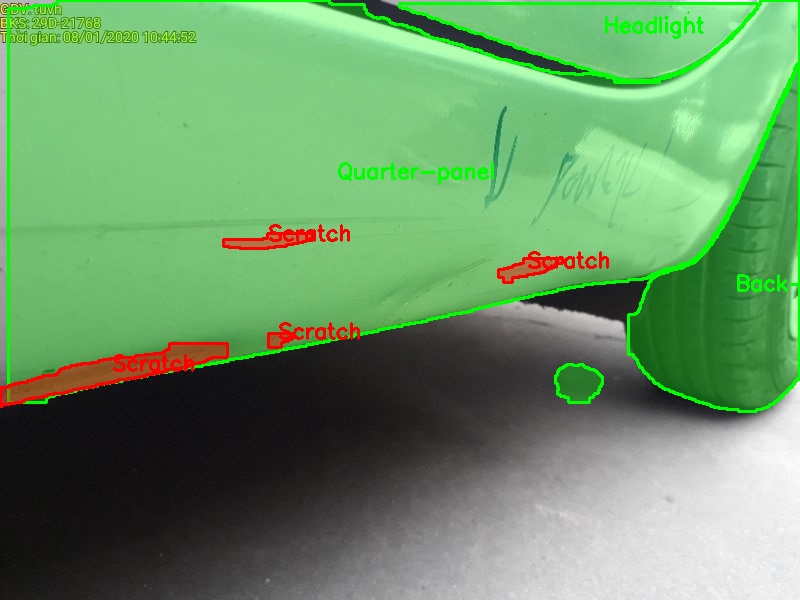 GDV: tuvh
BKS: 29D-21768
Thời gian: 08/01/2020 10:44:52
Headlight
Quarter-panel
Scratch
Scratch
Back-
Scratch
Scratch